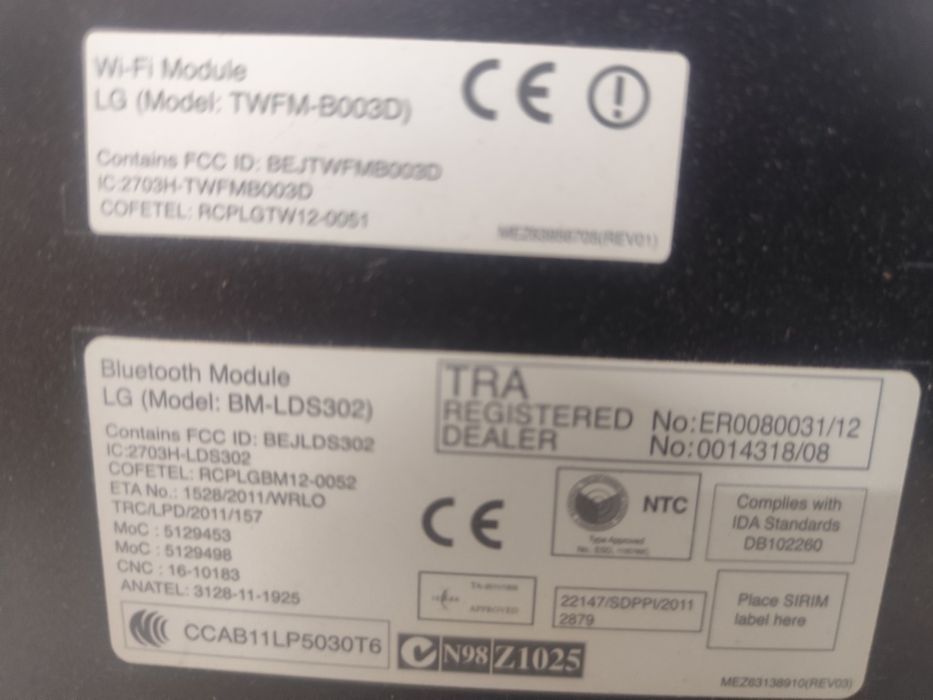 Wi-Fi Module
LG (Model: TWFM-B003D)
Contains FCC ID: BEJTWFMB003D
IC:2703H-TWFMB003D
COFETEL: RCPLGTW12-0051
Bluetooth Module
LG (Model: BM-LDS302)
Contains FCC ID: BEJLDS302
IC:2703H-LDS302
COFETEL: RCPLGBM12-0052
ETA No.: 1528/2011/WRLO
TRC/LPD/2011/157
MoC : 5129453
MoC : 5129498
CNC : 16-10183
ANATEL: 3128-11-1925
CCAB11LP5030T6
TRA
REGISTERED
DEALER
No:ER0080031/12
No:0014318/08
CE
NTC
Type Approved
Complies with
IDA Standards
DB102260
APPROVED
22147/SDPPI/2011
2879
Place SIRIM
label here
N98 Z1025
MEZ63138910(REV03)